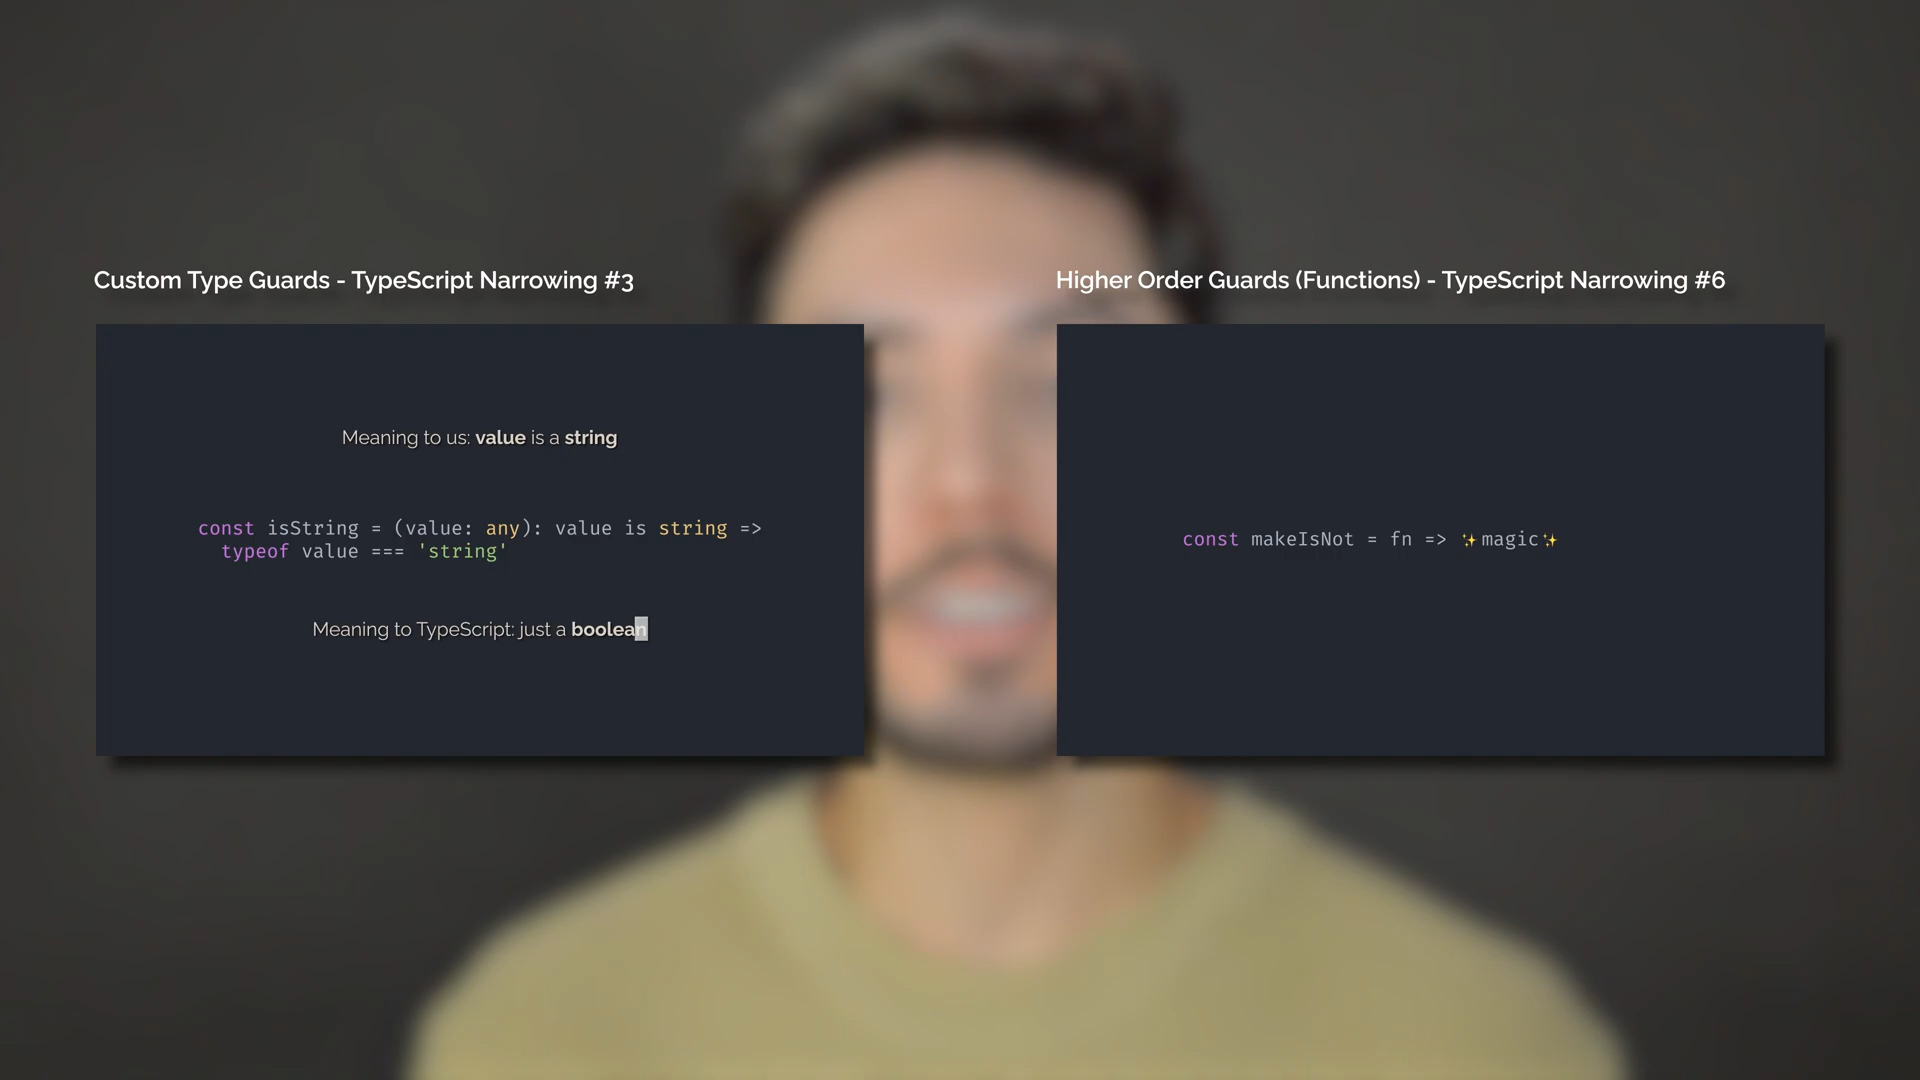 Custom Type Guards - TypeScript Narrowing #3
Meaning to us: value is a string
const isString = (value: any): value is string =>
typeof value === 'string'
Meaning to TypeScript: just a boolean
Higher Order Guards (Functions) - TypeScript Narrowing #6
const makeIsNot = fn => ✨magic✨